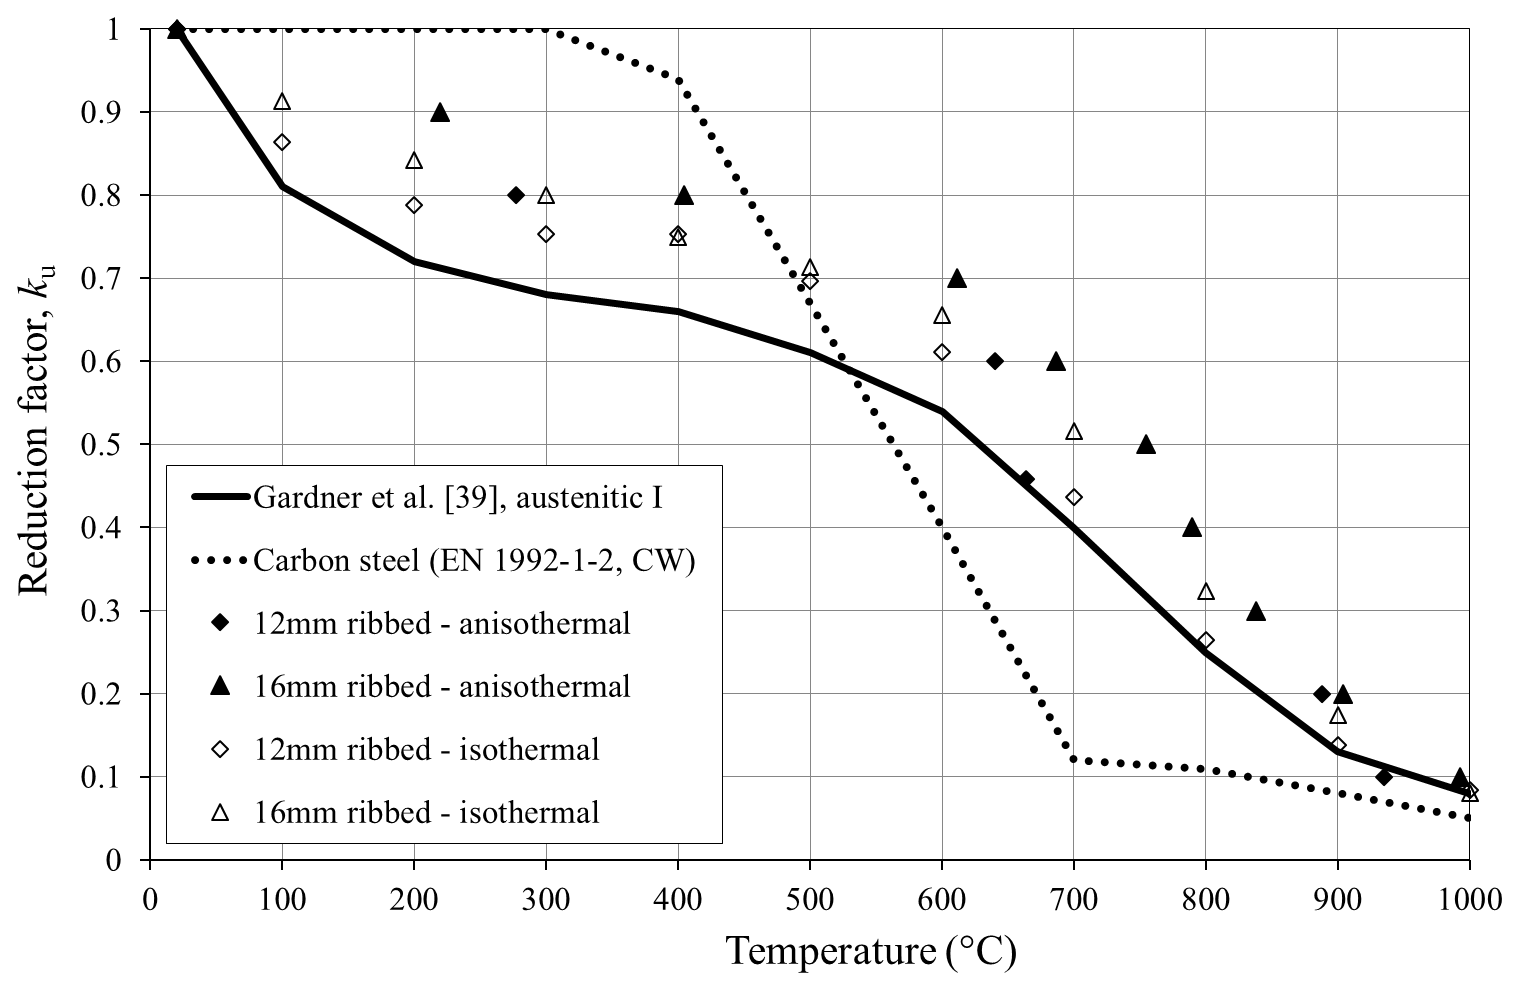 1
0.9
0.8
0.7
0.6
0.5
0.4
0.3
0.2
0.1
0
Reduction factor, ku
Gardner et al. [39], austenitic I
Carbon steel (EN 1992-1-2, CW)
12mm ribbed - anisothermal
16mm ribbed - anisothermal
12mm ribbed - isothermal
16mm ribbed - isothermal
0 100 200 300 400 500 600 700 800 900 1000
Temperature (°C)